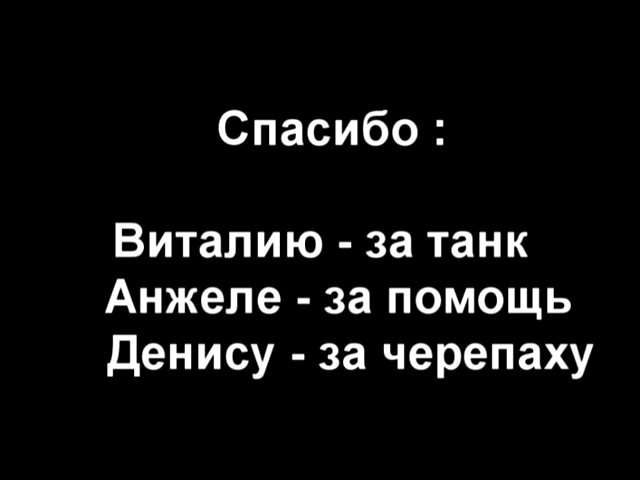 Спасибо :
Виталию - за танк
Анжеле - за помощь
Денису - за черепаху